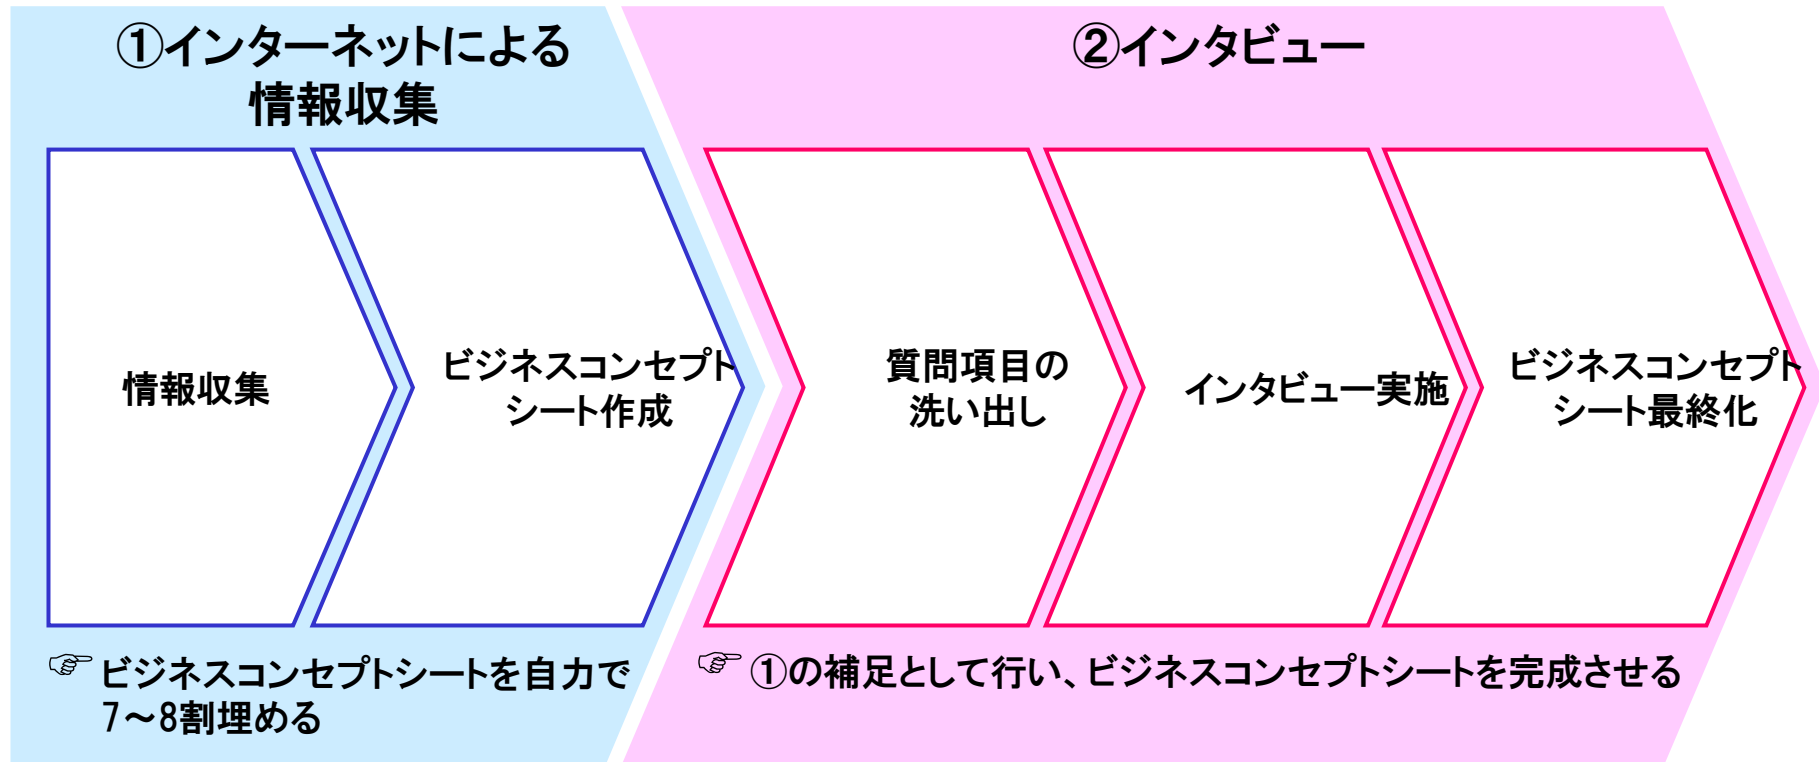 ①インターネットによる
情報収集
②インタビュー
情報収集
ビジネスコンセプト
シート作成
質問項目の
洗い出し
インタビュー実施
ビジネスコンセプト
シート最終化
☞ ビジネスコンセプトシートを自力で
7～8割埋める
☞ ①の補足として行い、ビジネスコンセプトシートを完成させる